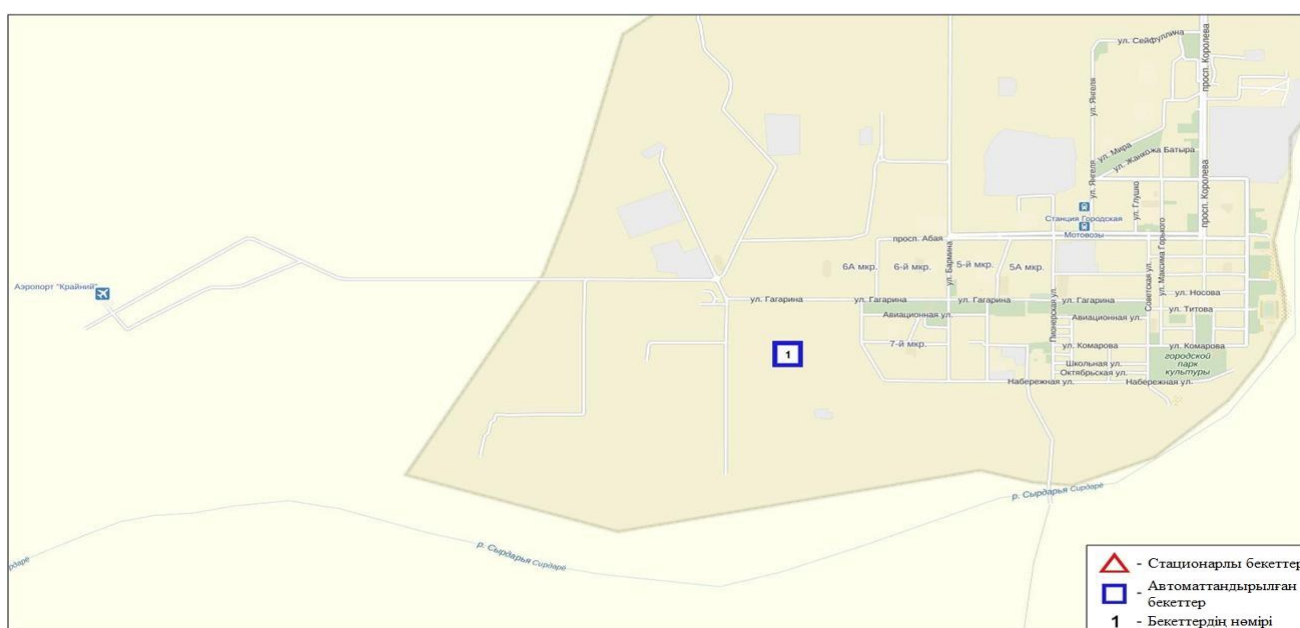 ул. Сейфуллина
просп. Королева
ул. Янгеля
ул. Мира
ул. Жанкожа Батыра
ул. Янгеля
ул. Глушко
просп. Королева
Станция Городская
Мотовозы
просп. Абая
ул. Максима Горького
6А мкр.
6-й мкр.
5-й мкр.
5А мкр.
ул. Бармина
Советская ул.
Аэропорт "Крайний"
ул. Гагарина
ул. Гагарина
ул. Гагарина
ул. Гагарина
ул. Носова
ул. Титова
Авиационная ул.
Авиационная ул.
Пионерская ул.
7-й мкр.
ул. Комарова
ул. Комарова
1
городской
парк
культуры
Школьная ул.
Октябрьская ул.
Набережная ул.
Набережная ул.
р. Сырдарья Сирдарё
р. Сырдарья Сирдарё
рдарё
- Стационарлы бекеттер
- Автоматтандырылған
бекеттер
1 - Бекеттердің нөмірі